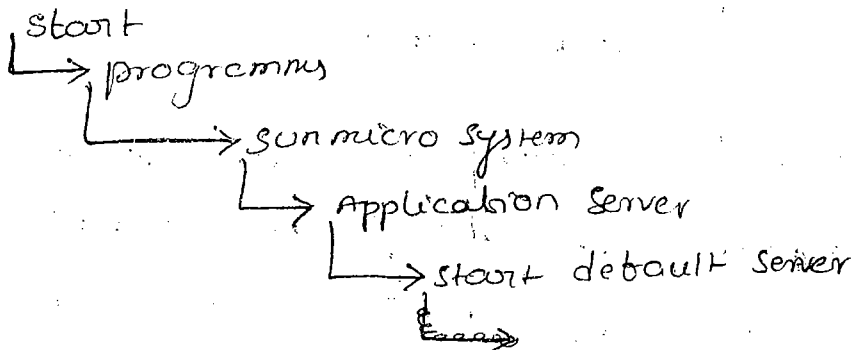 Start
programms
sun micro system
Application Server
start default server